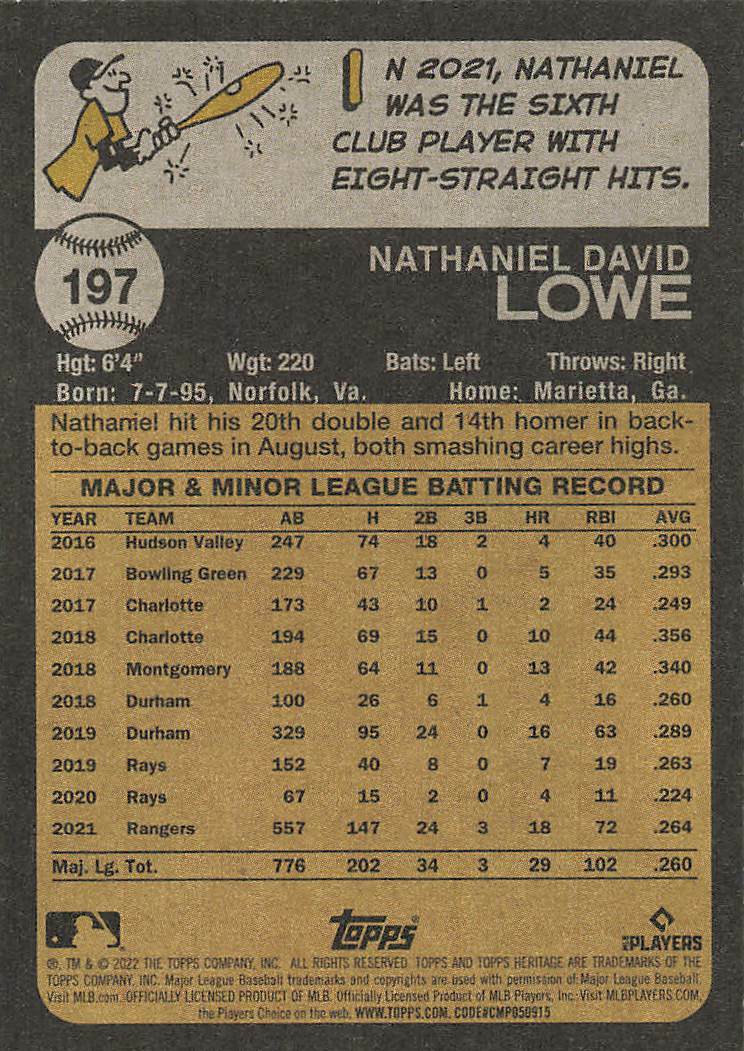 IN 2021, NATHANIEL
WAS THE SIXTH
CLUB PLAYER WITH
EIGHT-STRAIGHT HITS.
197
NATHANIEL DAVID
LOWE
Hgt: 6'4" Wgt: 220 Bats: Left Throws: Right
Born: 7-7-95, Norfolk, Va. Home: Marietta, Ga.
Nathaniel hit his 20th double and 14th homer in back-
to-back games in August, both smashing career highs.
MAJOR & MINOR LEAGUE BATTING RECORD
YEAR TEAM AB H 2B 3B HR RBI AVG
2016 Hudson Valley 247 74 18 2 4 40 .300
2017 Bowling Green 229 67 13 0 5 35 .293
2017 Charlotte 173 43 10 1 2 24 .249
2018 Charlotte 194 69 15 0 10 44 .356
2018 Montgomery 188 64 11 0 13 42 .340
2018 Durham 100 26 6 1 4 16 .260
2019 Durham 329 95 24 0 16 63 .289
2019 Rays 152 40 8 0 7 19 .263
2020 Rays 67 15 2 0 4 11 .224
2021 Rangers 557 147 24 3 18 72 .264
Maj. Lg. Tot. 776 202 34 3 29 102 .260
topps® PLAYERS
®, TM & © 2022 THE TOPPS COMPANY, INC. ALL RIGHTS RESERVED. TOPPS AND TOPPS HERITAGE ARE TRADEMARKS OF THE
TOPPS COMPANY, INC. Major League Baseball trademarks and copyrights are used with permission of Major League Baseball.
Visit MLB.com. OFFICIALLY LICENSED PRODUCT OF MLB. Officially Licensed Product of MLB Players, Inc. Visit MLBPLAYERS.COM,
the Players Choice on the web. WWW.TOPPS.COM. CODE#CMP050915